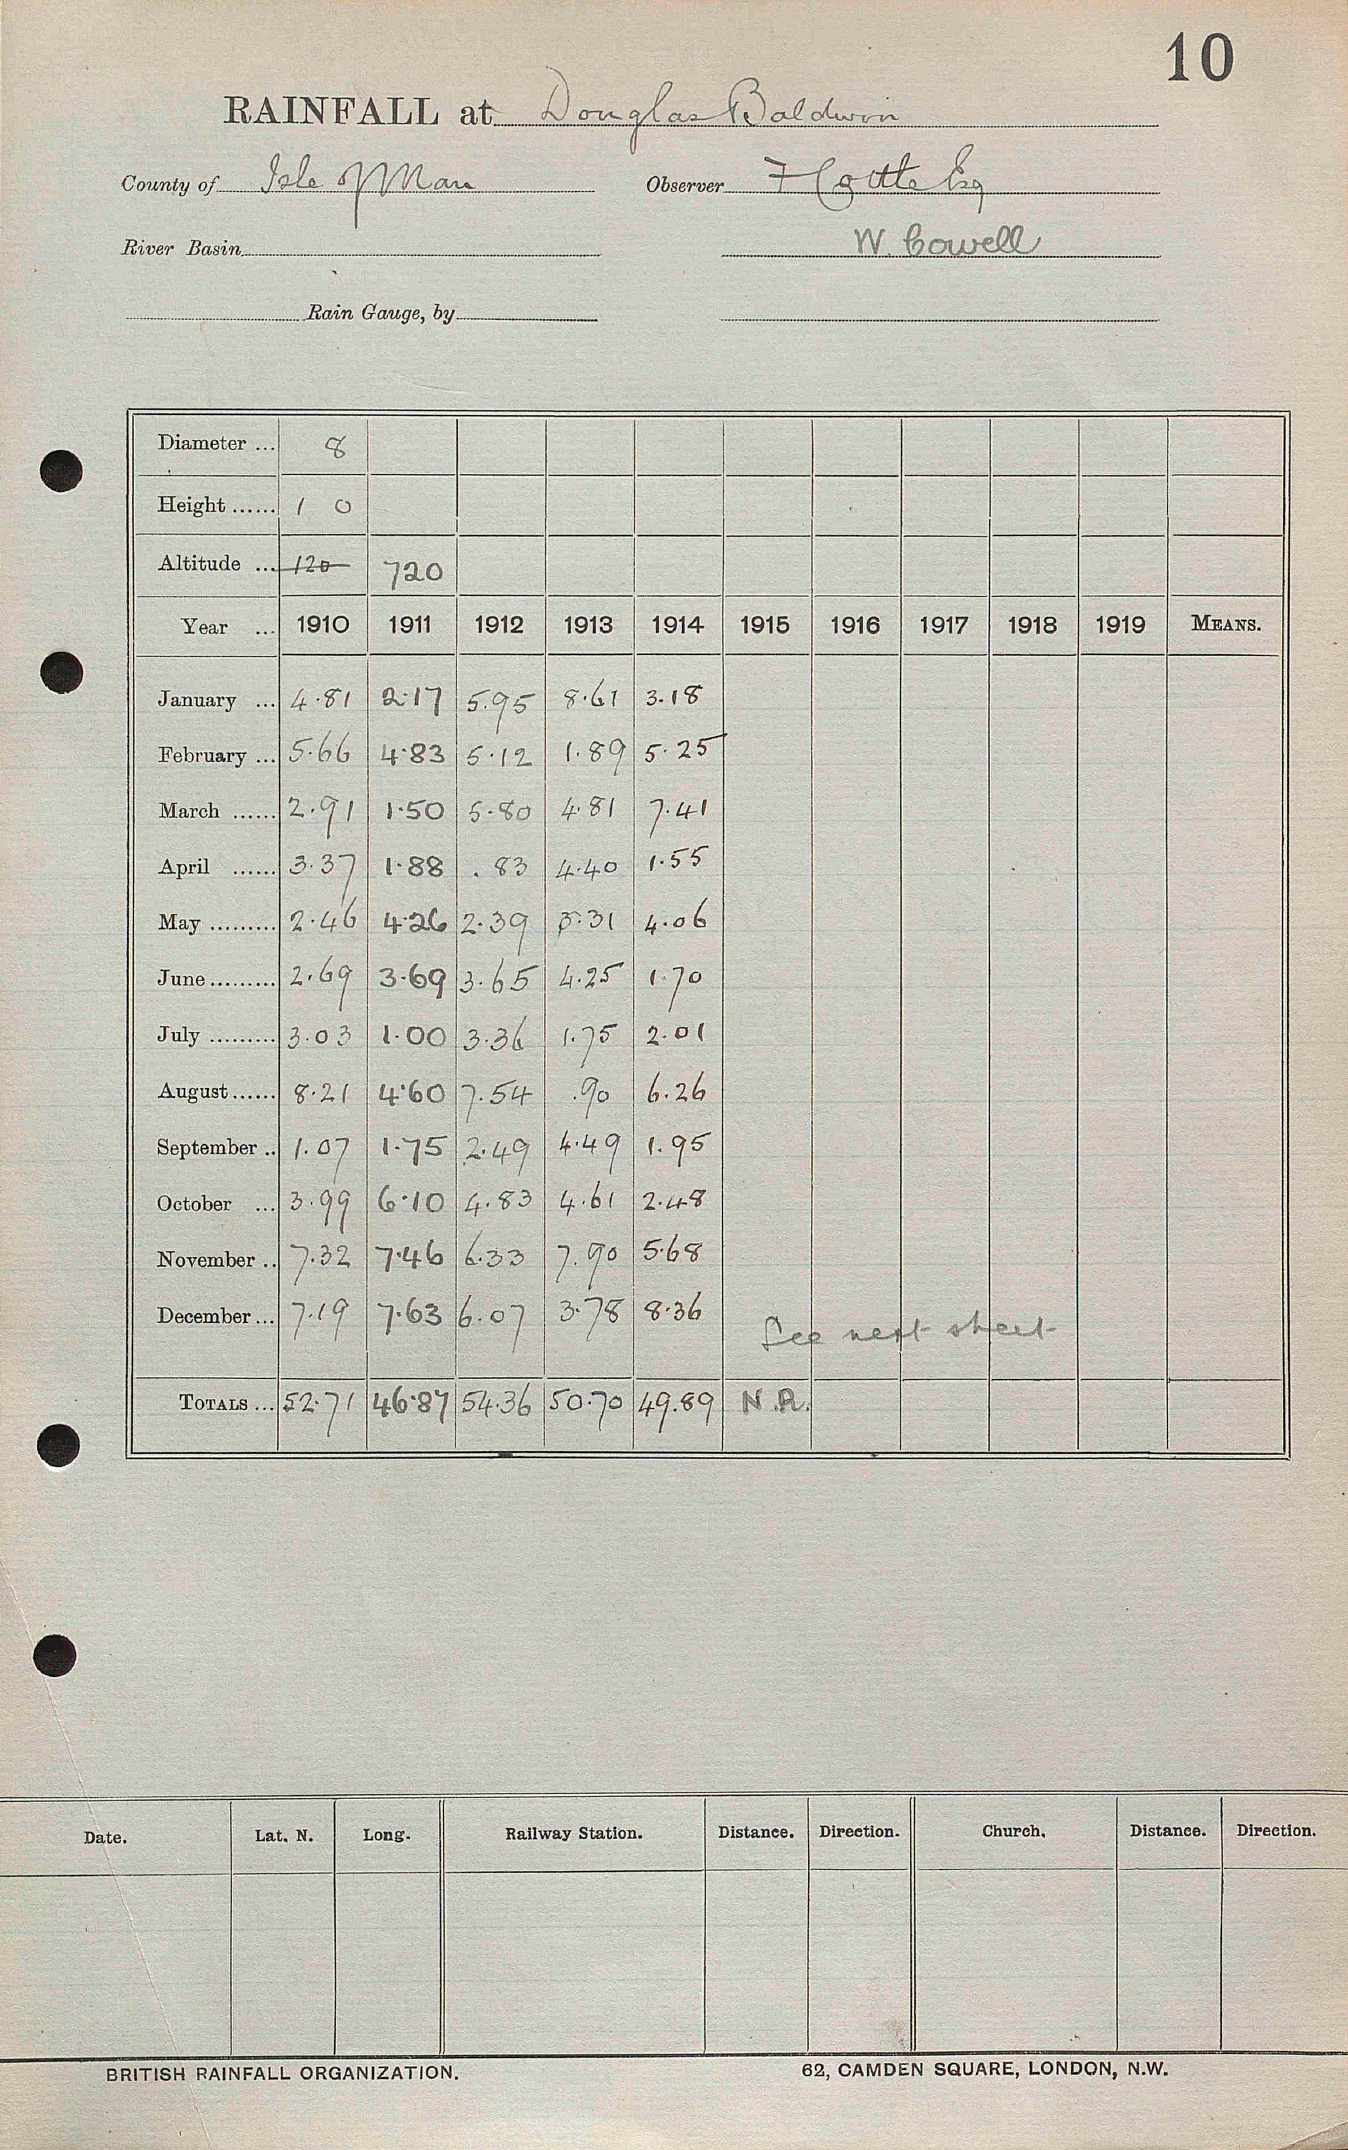 10
RAINFALL at Douglas Baldwin
County of Isle of Man Observer F Cottle Esq
River Basin W. Cowell
Rain Gauge, by
Diameter ... 8
Height ...... 1 0
Altitude ... 120 720
Year ... 1910 1911 1912 1913 1914 1915 1916 1917 1918 1919 MEANS.
January ... 4.81 2.17 5.95 8.61 3.18
February ... 5.66 4.83 5.12 1.89 5.25
March ...... 2.91 1.50 5.80 4.81 7.41
April ...... 3.37 1.88 .83 4.40 1.55
May ......... 2.46 4.26 2.39 3.31 4.06
June ......... 2.69 3.69 3.65 4.25 1.70
July ......... 3.03 1.00 3.36 1.75 2.01
August ...... 8.21 4.60 7.54 .90 6.26
September .. 1.07 1.75 2.49 4.49 1.95
October ... 3.99 6.10 4.83 4.61 2.48
November .. 7.32 7.46 6.33 7.90 5.68
December ... 7.19 7.63 6.07 3.78 8.36
See next sheet
TOTALS ... 52.71 46.87 54.36 50.70 49.89 N.R.
Date. Lat. N. Long. Railway Station. Distance. Direction. Church. Distance. Direction.
BRITISH RAINFALL ORGANIZATION. 62, CAMDEN SQUARE, LONDON, N.W.